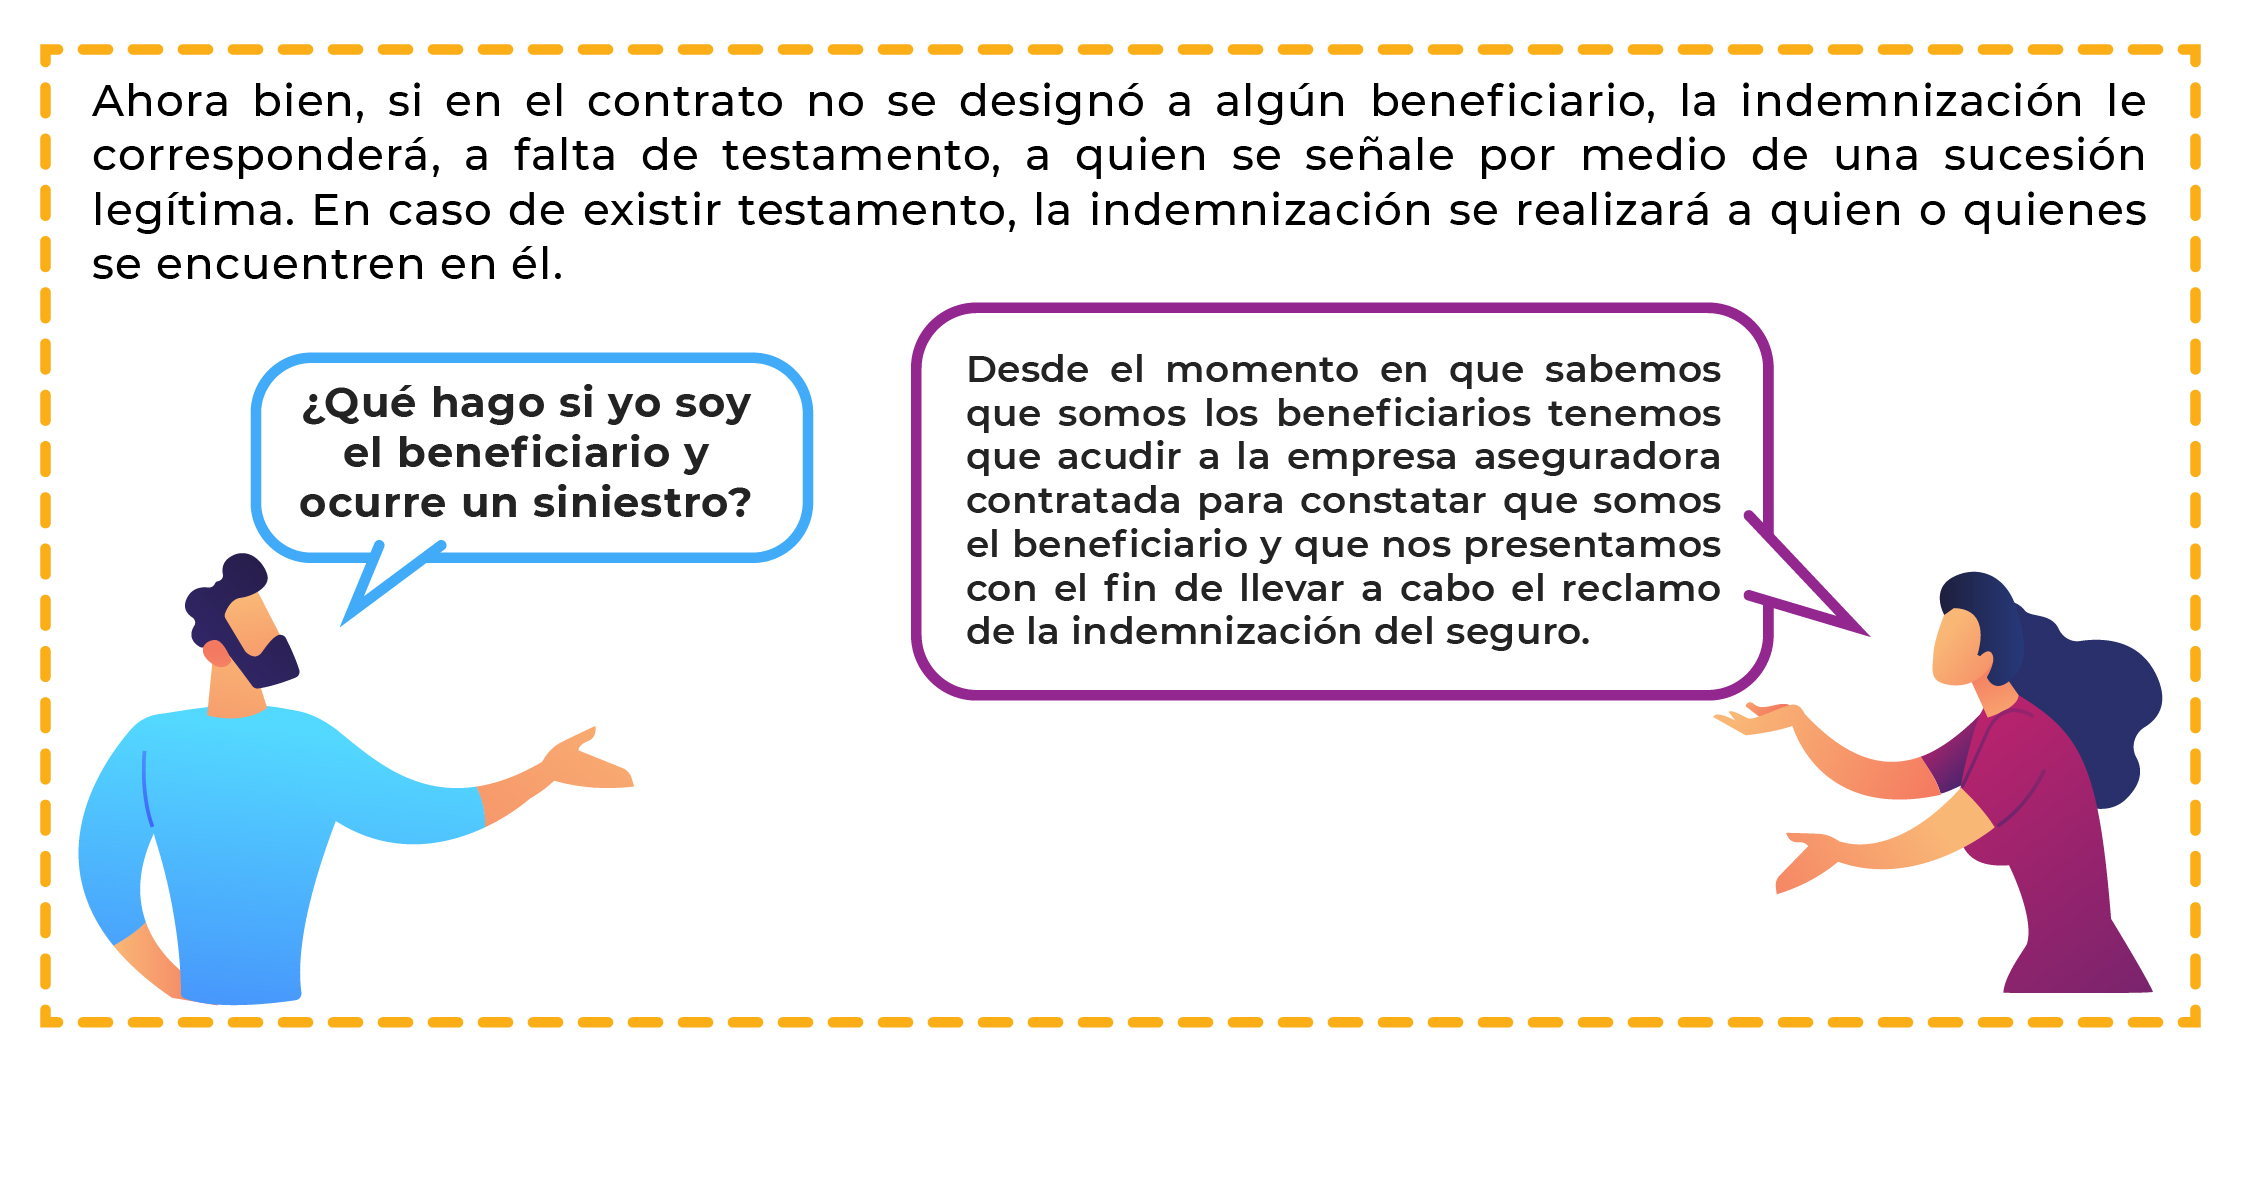 Ahora bien, si en el contrato no se designó a algún beneficiario, la indemnización le
corresponderá, a falta de testamento, a quien se señale por medio de una sucesión
legítima. En caso de existir testamento, la indemnización se realizará a quien o quienes
se encuentren en él.
¿Qué hago si yo soy
el beneficiario y
ocurre un siniestro?
Desde el momento en que sabemos
que somos los beneficiarios tenemos
que acudir a la empresa aseguradora
contratada para constatar que somos
el beneficiario y que nos presentamos
con el fin de llevar a cabo el reclamo
de la indemnización del seguro.